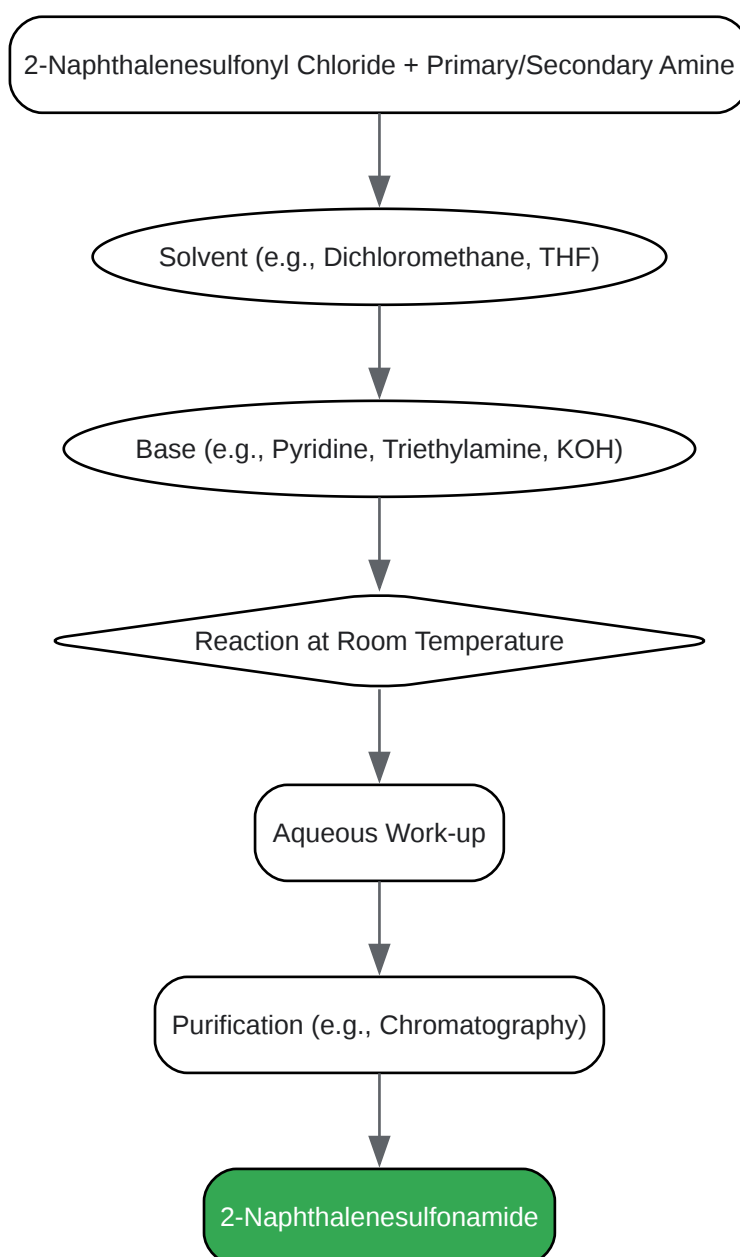 2-Naphthalenesulfonyl Chloride + Primary/Secondary Amine
Solvent (e.g., Dichloromethane, THF)
Base (e.g., Pyridine, Triethylamine, KOH)
Reaction at Room Temperature
Aqueous Work-up
Purification (e.g., Chromatography)
2-Naphthalenesulfonamide